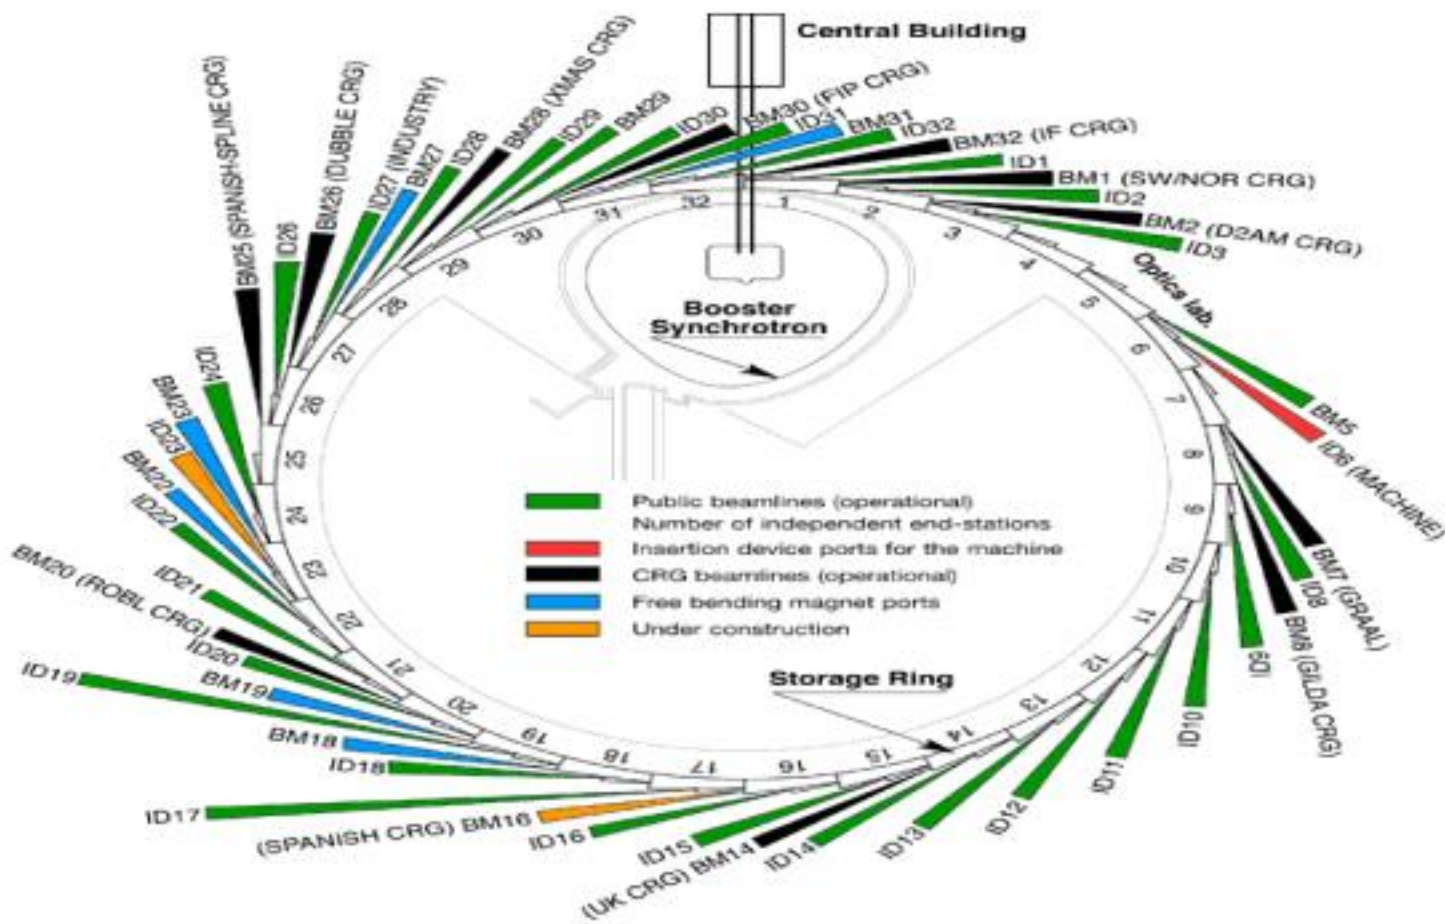 Central Building
BM25 (SPANISH-SPLINE CRG)
ID26
BM26 (DUBBLE CRG)
ID27 (INDUSTRY)
BM27
ID28
BM28 (XMAS CRG)
ID29
BM29
ID30
BM30 (FIP CRG)
ID31
BM31
ID32
BM32 (IF CRG)
ID1
BM1 (SW/NOR CRG)
ID2
BM2 (D2AM CRG)
ID3
Optics lab.
BM5
ID6 (MACHINE)
BM7 (GRAAL)
ID8
BM8 (GILDA CRG)
ID9
ID10
ID11
ID12
ID13
ID14
(UK CRG) BM14
ID15
ID16
(SPANISH CRG) BM16
ID17
ID18
BM18
BM19
ID19
ID20
BM20 (ROBL CRG)
ID21
ID22
BM22
ID23
BM23
ID24
1
2
3
4
5
6
7
8
9
10
11
12
13
14
15
16
17
18
19
20
21
22
23
24
25
26
27
28
29
30
31
32
Booster
Synchrotron
Public beamlines (operational)
Number of independent end-stations
Insertion device ports for the machine
CRG beamlines (operational)
Free bending magnet ports
Under construction
Storage Ring